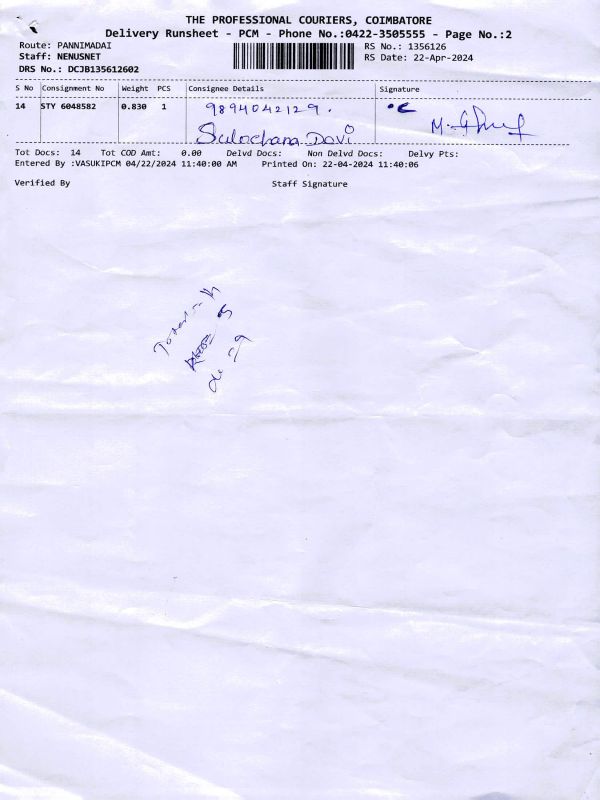 THE PROFESSIONAL COURIERS, COIMBATORE
Delivery Runsheet - PCM - Phone No.:0422-3505555 - Page No.:2
Route: PANNIMADAI RS No.: 1356126
Staff: NENUSNET RS Date: 22-Apr-2024
DRS No.: DCJB135612602
S No Consignment No Weight PCS Consignee Details Signature
14 STY 6048582 0.830 1 9894042129.
Sulochana Devi
Tot Docs: 14 Tot COD Amt: 0.00 Delvd Docs: Non Delvd Docs: Delvy Pts:
Entered By :VASUKIPCM 04/22/2024 11:40:00 AM Printed On: 22-04-2024 11:40:06
Verified By Staff Signature